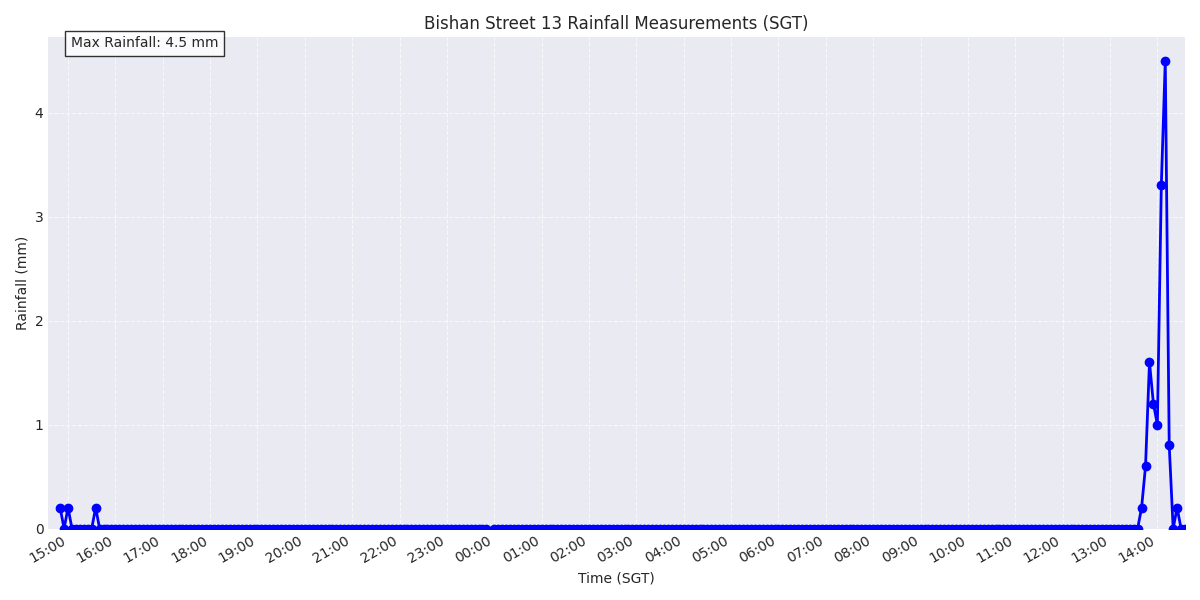 Bishan Street 13 Rainfall Measurements (SGT)
Max Rainfall: 4.5 mm
4
3
2
1
0
Rainfall (mm)
15:00 16:00 17:00 18:00 19:00 20:00 21:00 22:00 23:00 00:00 01:00 02:00 03:00 04:00 05:00 06:00 07:00 08:00 09:00 10:00 11:00 12:00 13:00 14:00
Time (SGT)